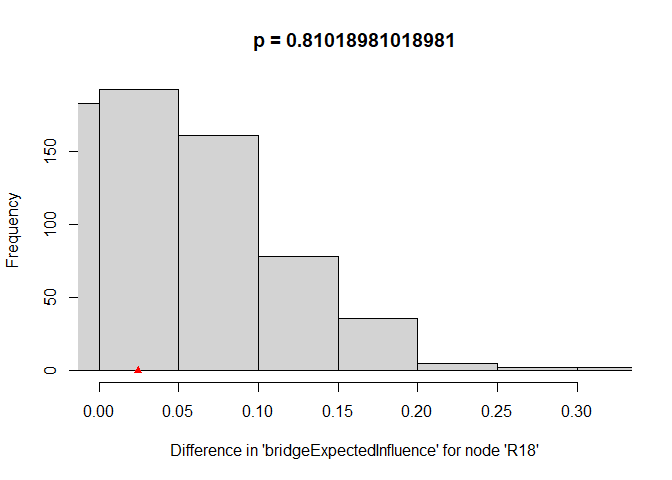 p = 0.81018981018981
Frequency
150
100
50
0
0.00 0.05 0.10 0.15 0.20 0.25 0.30
Difference in 'bridgeExpectedInfluence' for node 'R18'